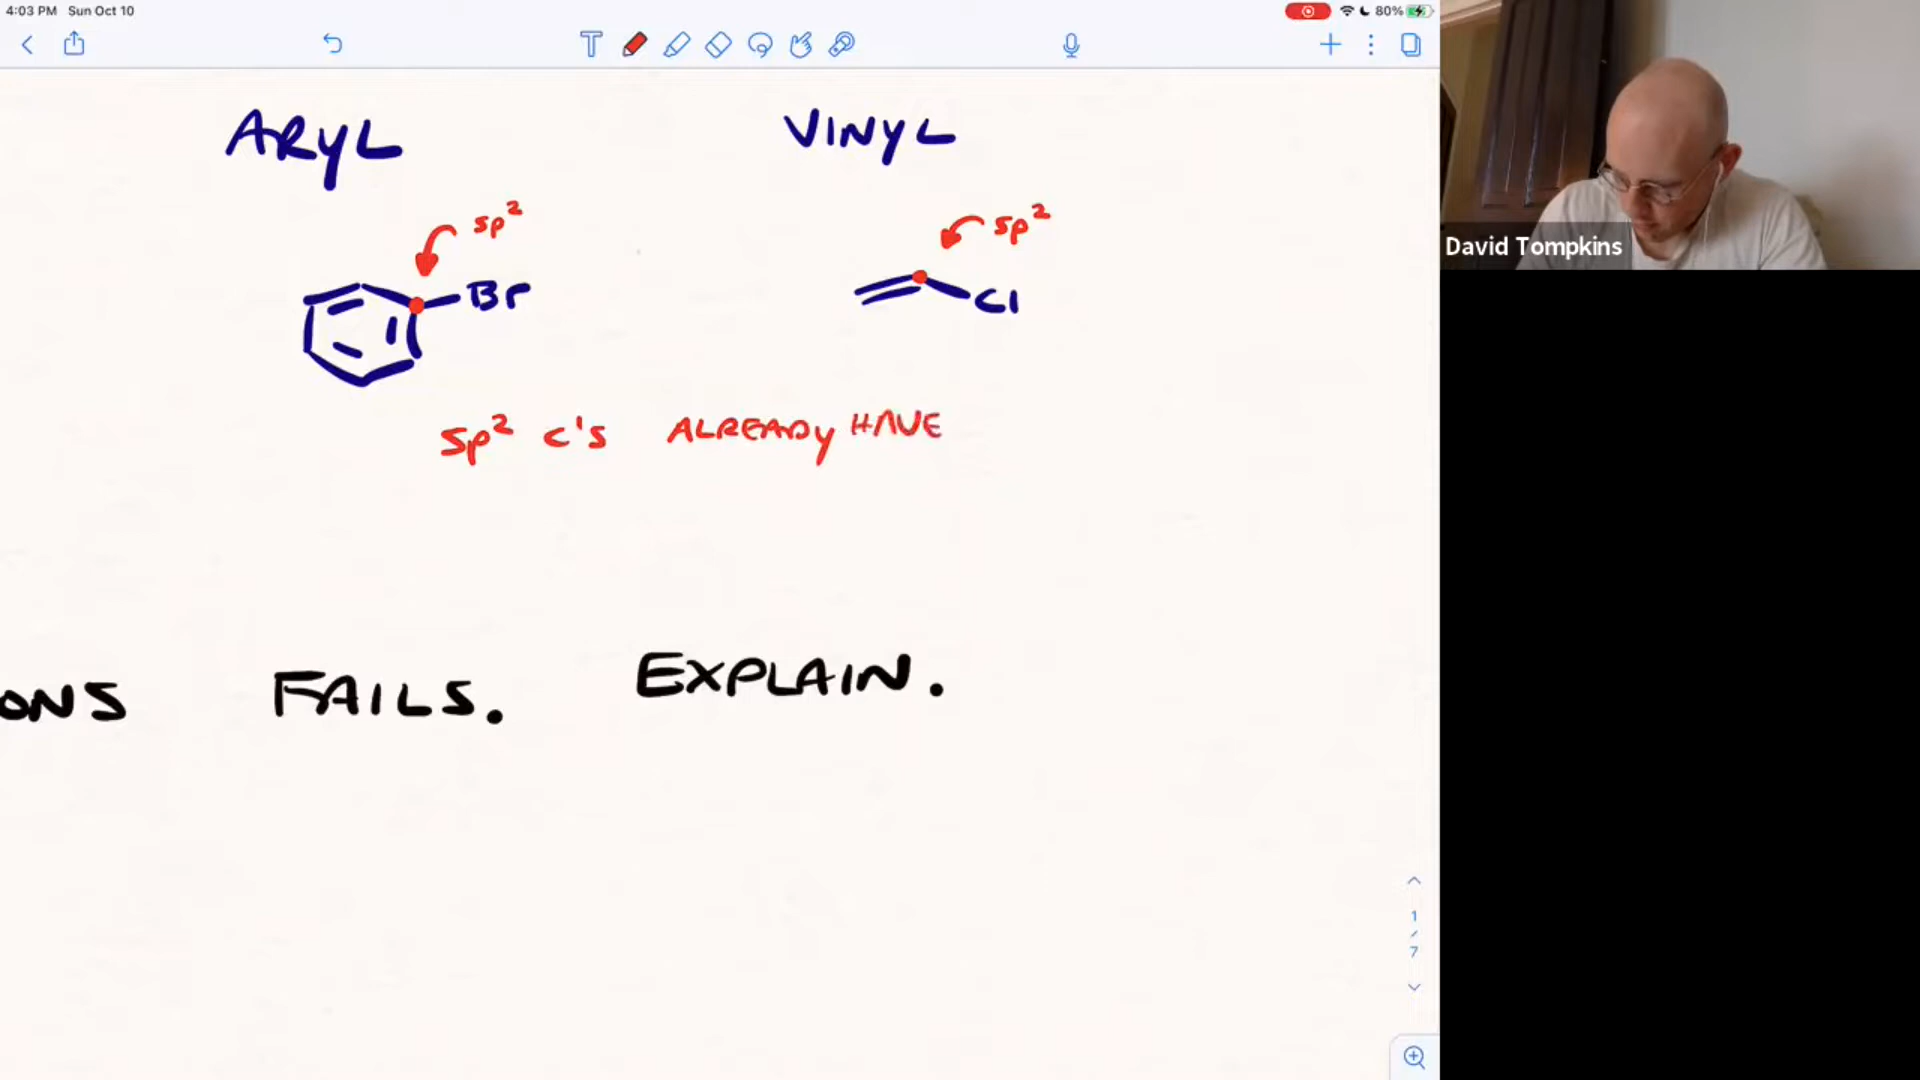 4:03 PM Sun Oct 10
80%
T
ARYL
VINYL
sp²
sp²
Br
Cl
sp² C's ALREADY HAVE
ONS FAILS. EXPLAIN.
1
/
7
David Tompkins